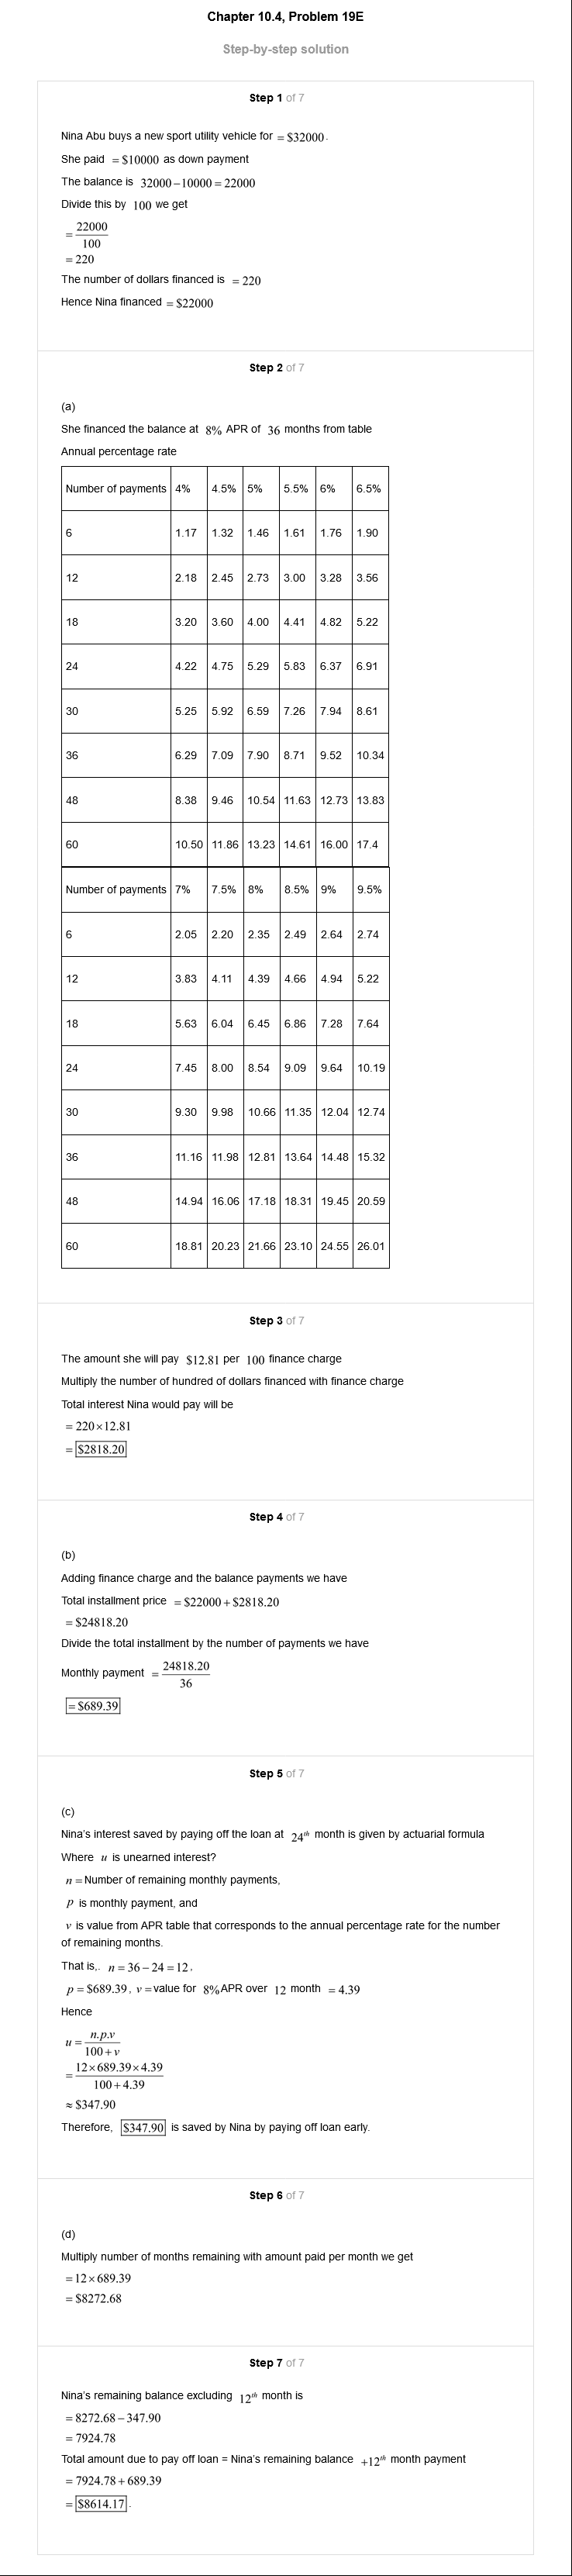 Chapter 10.4, Problem 19E
Step-by-step solution
Step 1 of 7
Nina Abu buys a new sport utility vehicle for = $32000.
She paid = $10000 as down payment
The balance is 32000 – 10000 = 22000
Divide this by 100 we get
= 22000/100
= 220
The number of dollars financed is = 220
Hence Nina financed = $22000
Step 2 of 7
(a)
She financed the balance at 8% APR of 36 months from table
Annual percentage rate
Number of payments 4% 4.5% 5% 5.5% 6% 6.5%
6 1.17 1.32 1.46 1.61 1.76 1.90
12 2.18 2.45 2.73 3.00 3.28 3.56
18 3.20 3.60 4.00 4.41 4.82 5.22
24 4.22 4.75 5.29 5.83 6.37 6.91
30 5.25 5.92 6.59 7.26 7.94 8.61
36 6.29 7.09 7.90 8.71 9.52 10.34
48 8.38 9.46 10.54 11.63 12.73 13.83
60 10.50 11.86 13.23 14.61 16.00 17.4
Number of payments 7% 7.5% 8% 8.5% 9% 9.5%
6 2.05 2.20 2.35 2.49 2.64 2.74
12 3.83 4.11 4.39 4.66 4.94 5.22
18 5.63 6.04 6.45 6.86 7.28 7.64
24 7.45 8.00 8.54 9.09 9.64 10.19
30 9.30 9.98 10.66 11.35 12.04 12.74
36 11.16 11.98 12.81 13.64 14.48 15.32
48 14.94 16.06 17.18 18.31 19.45 20.59
60 18.81 20.23 21.66 23.10 24.55 26.01
Step 3 of 7
The amount she will pay $12.81 per 100 finance charge
Multiply the number of hundred of dollars financed with finance charge
Total interest Nina would pay will be
= 220×12.81
= $2818.20
Step 4 of 7
(b)
Adding finance charge and the balance payments we have
Total installment price = $22000 + $2818.20
= $24818.20
Divide the total installment by the number of payments we have
Monthly payment = 24818.20/36
= $689.39
Step 5 of 7
(c)
Nina's interest saved by paying off the loan at 24th month is given by actuarial formula
Where u is unearned interest?
n = Number of remaining monthly payments,
p is monthly payment, and
v is value from APR table that corresponds to the annual percentage rate for the number
of remaining months.
That is,. n = 36 – 24 = 12.
p = $689.39, v = value for 8% APR over 12 month = 4.39
Hence
u = n.p.v/100 + v
= 12×689.39×4.39/100 + 4.39
≈ $347.90
Therefore, $347.90 is saved by Nina by paying off loan early.
Step 6 of 7
(d)
Multiply number of months remaining with amount paid per month we get
= 12×689.39
= $8272.68
Step 7 of 7
Nina's remaining balance excluding 12th month is
= 8272.68 – 347.90
= 7924.78
Total amount due to pay off loan = Nina's remaining balance +12th month payment
= 7924.78 + 689.39
= $8614.17.